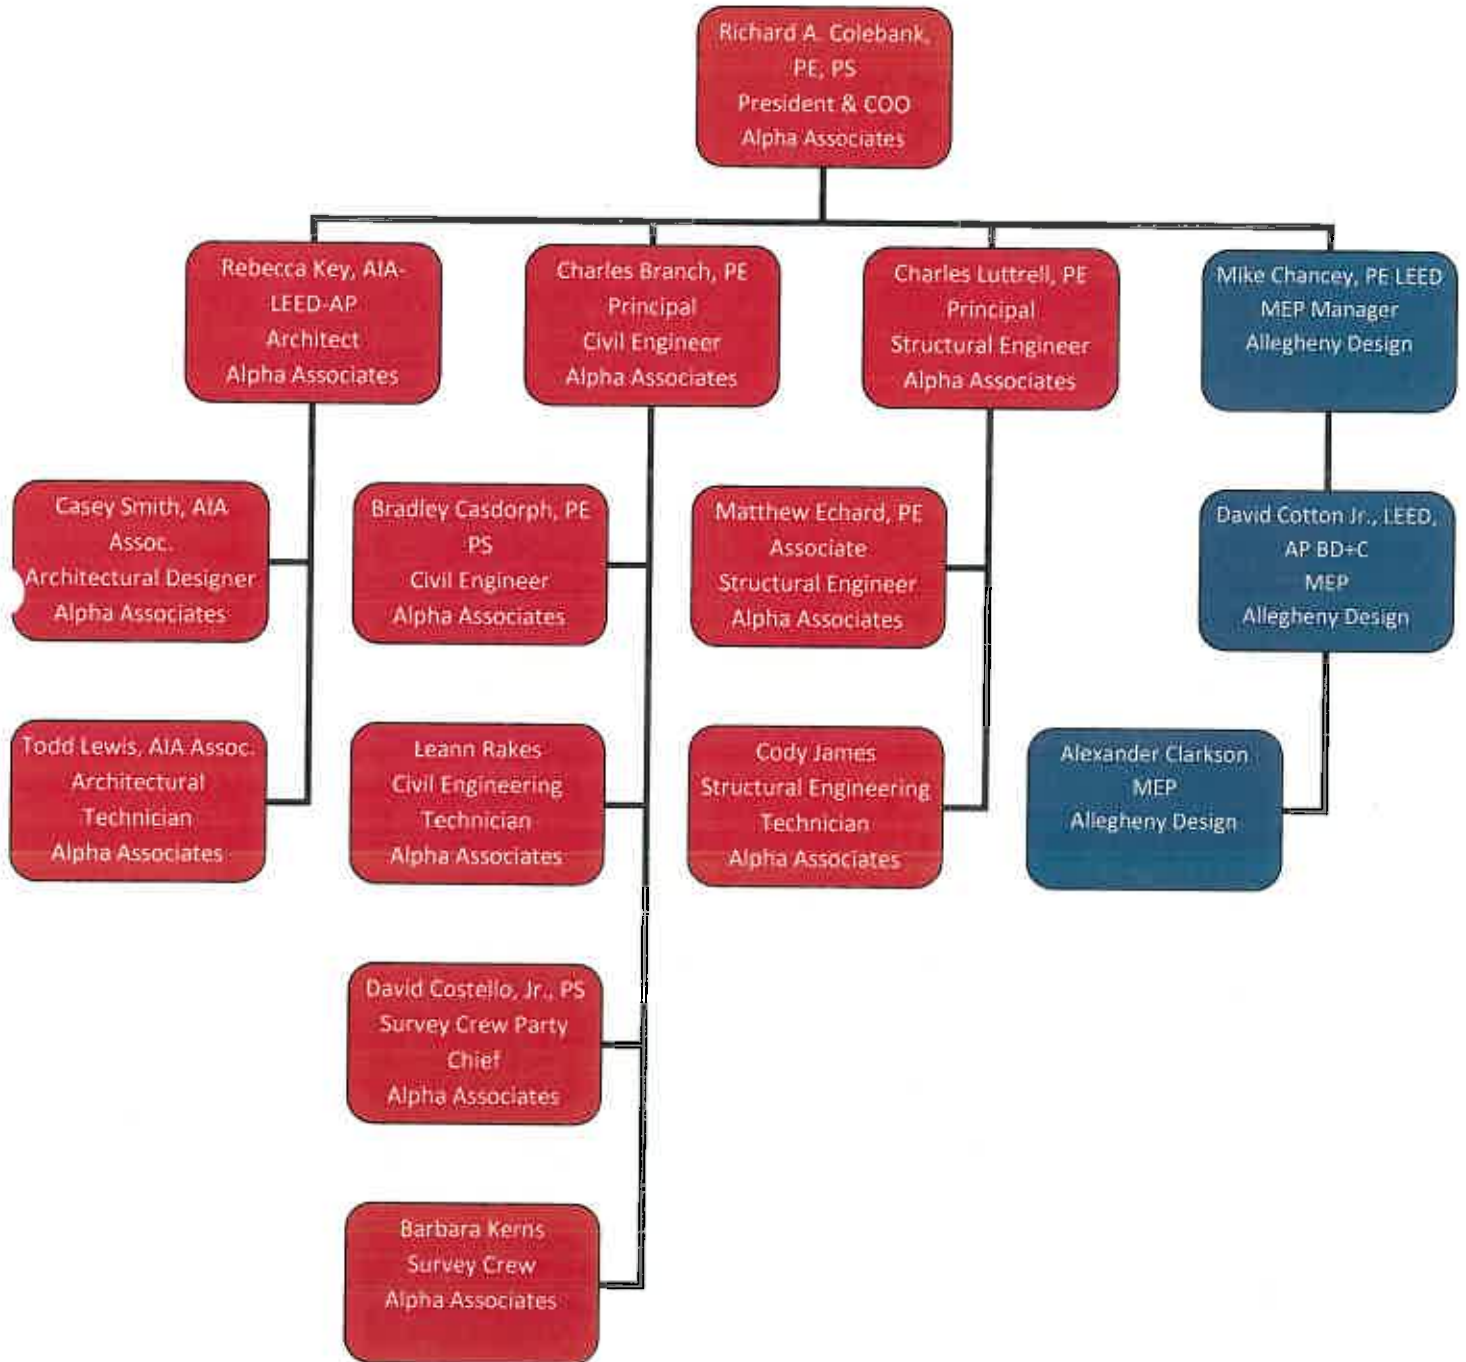 Richard A. Colebank,
PE, PS
President & COO
Alpha Associates
Rebecca Key, AIA-
LEED-AP
Architect
Alpha Associates
Charles Branch, PE
Principal
Civil Engineer
Alpha Associates
Charles Luttrell, PE
Principal
Structural Engineer
Alpha Associates
Mike Chancey, PE LEED
MEP Manager
Allegheny Design
Casey Smith, AIA
Assoc.
Architectural Designer
Alpha Associates
Bradley Casdorph, PE
PS
Civil Engineer
Alpha Associates
Matthew Echard, PE
Associate
Structural Engineer
Alpha Associates
David Cotton Jr., LEED,
AP BD+C
MEP
Allegheny Design
Todd Lewis, AIA Assoc.
Architectural
Technician
Alpha Associates
Leann Rakes
Civil Engineering
Technician
Alpha Associates
Cody James
Structural Engineering
Technician
Alpha Associates
Alexander Clarkson
MEP
Allegheny Design
David Costello, Jr., PS
Survey Crew Party
Chief
Alpha Associates
Barbara Kerns
Survey Crew
Alpha Associates